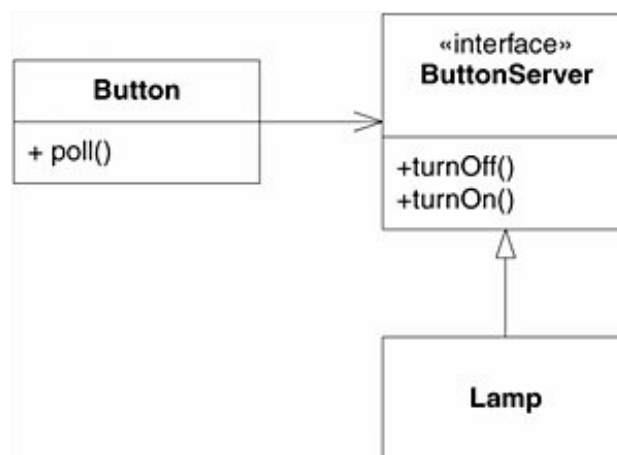 Button
+ poll()
«interface»
ButtonServer
+turnOff()
+turnOn()
Lamp